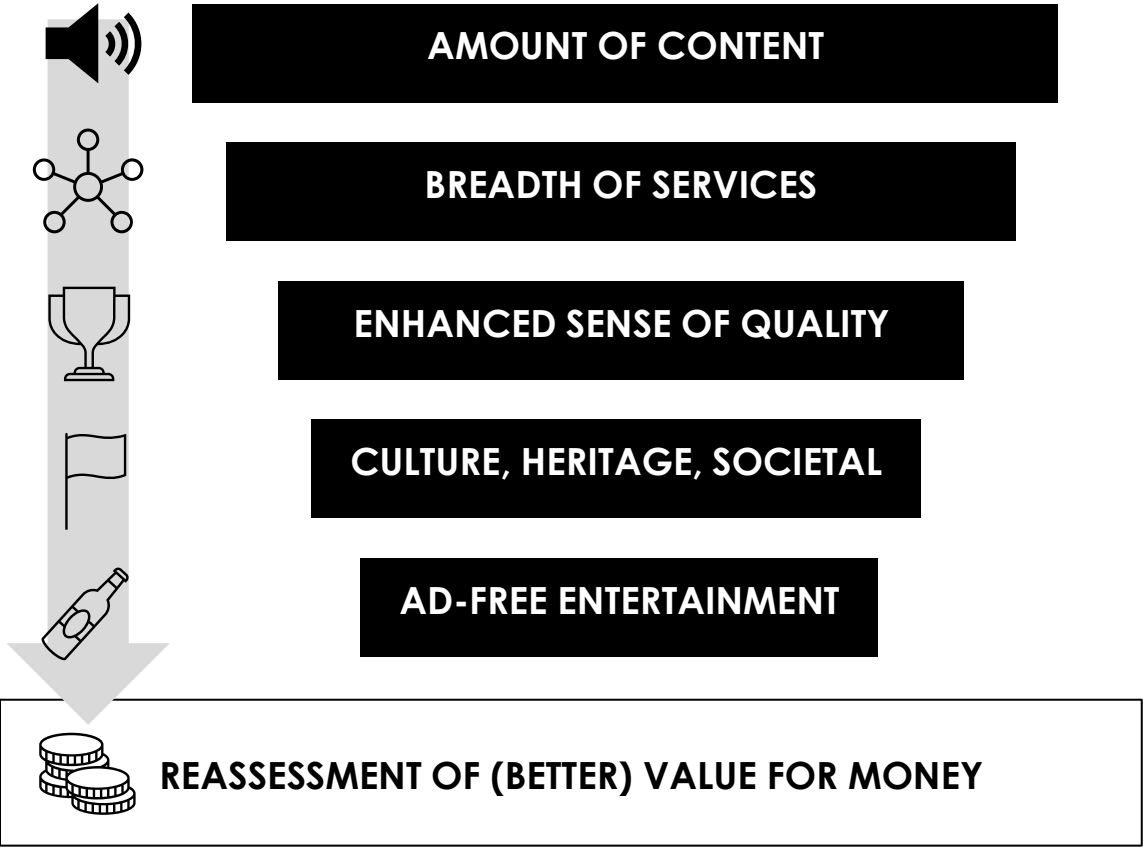 AMOUNT OF CONTENT
BREADTH OF SERVICES
ENHANCED SENSE OF QUALITY
CULTURE, HERITAGE, SOCIETAL
AD-FREE ENTERTAINMENT
REASSESSMENT OF (BETTER) VALUE FOR MONEY